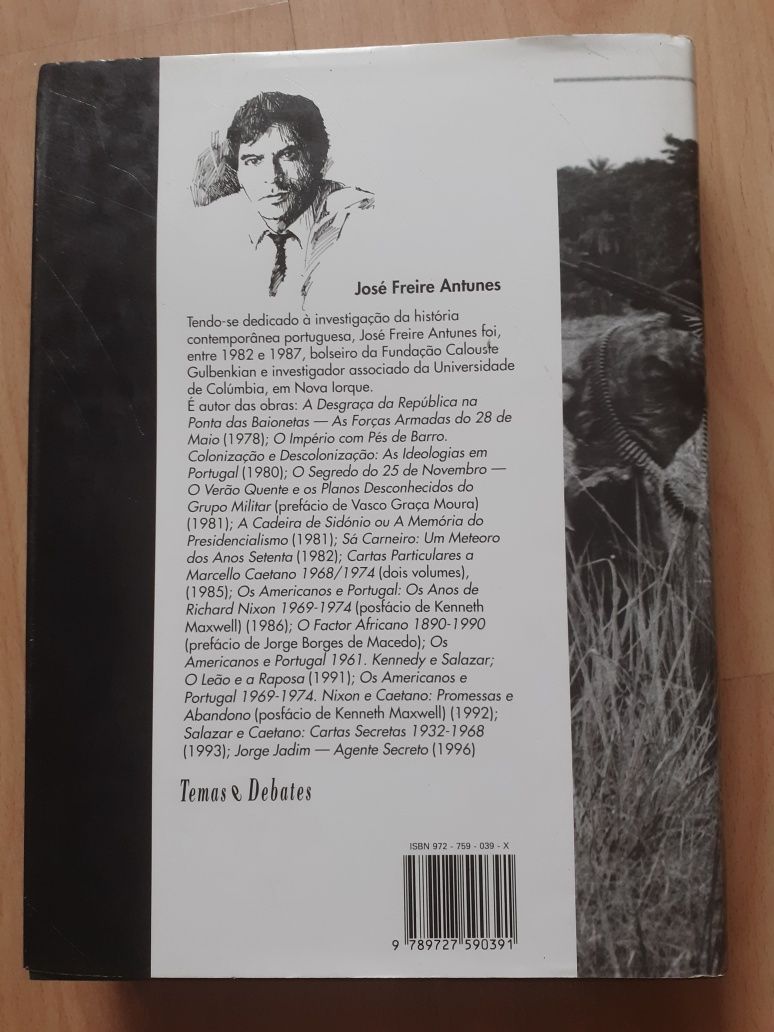 José Freire Antunes
Tendo-se dedicado à investigação da história
contemporânea portuguesa, José Freire Antunes foi,
entre 1982 e 1987, bolseiro da Fundação Calouste
Gulbenkian e investigador associado da Universidade
de Colúmbia, em Nova Iorque.
É autor das obras: A Desgraça da República na
Ponta das Baionetas — As Forças Armadas do 28 de
Maio (1978); O Império com Pés de Barro.
Colonização e Descolonização: As Ideologias em
Portugal (1980); O Segredo do 25 de Novembro —
O Verão Quente e os Planos Desconhecidos do
Grupo Militar (prefácio de Vasco Graça Moura)
(1981); A Cadeira de Sidónio ou A Memória do
Presidencialismo (1981); Sá Carneiro: Um Meteoro
dos Anos Setenta (1982); Cartas Particulares a
Marcello Caetano 1968/1974 (dois volumes),
(1985); Os Americanos e Portugal: Os Anos de
Richard Nixon 1969-1974 (posfácio de Kenneth
Maxwell) (1986); O Factor Africano 1890-1990
(prefácio de Jorge Borges de Macedo); Os
Americanos e Portugal 1961. Kennedy e Salazar;
O Leão e a Raposa (1991); Os Americanos e
Portugal 1969-1974. Nixon e Caetano: Promessas e
Abandono (posfácio de Kenneth Maxwell) (1992);
Salazar e Caetano: Cartas Secretas 1932-1968
(1993); Jorge Jadim — Agente Secreto (1996)
Temas e Debates
ISBN 972 - 759 - 039 - X
9 789727 590391